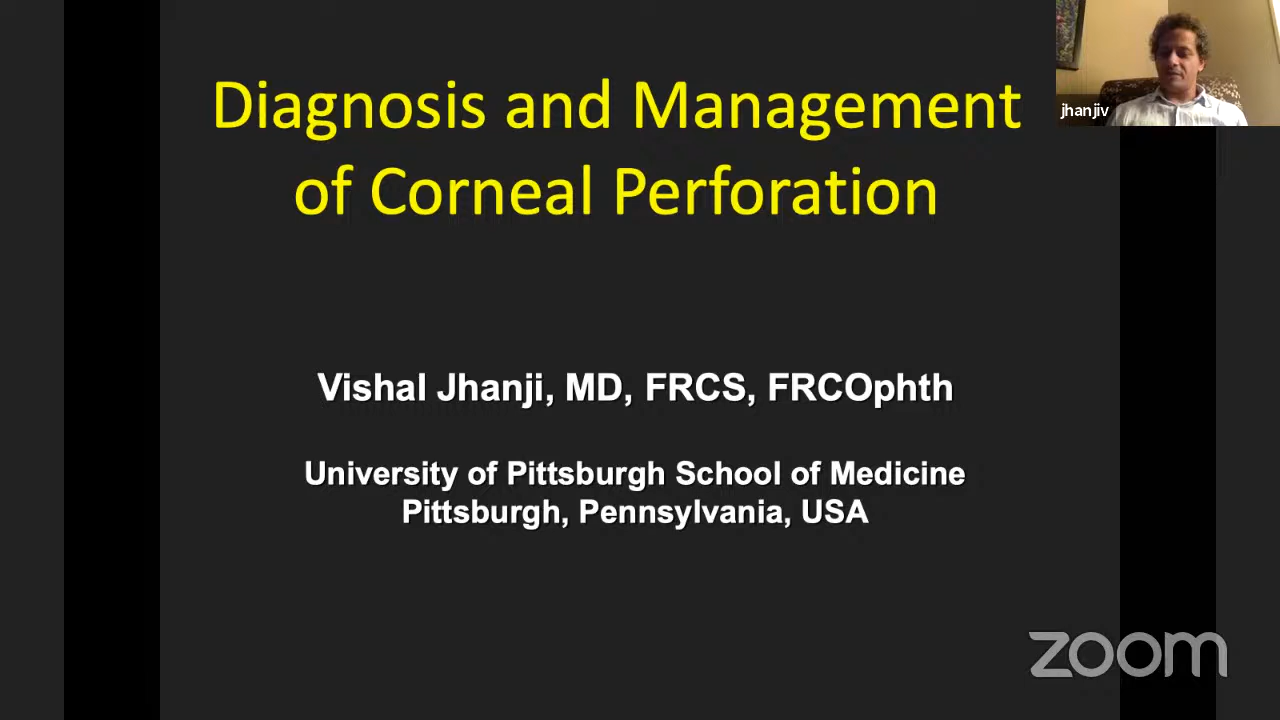 Diagnosis and Management
of Corneal Perforation
jhanjiv
Vishal Jhanji, MD, FRCS, FRCOphth
University of Pittsburgh School of Medicine
Pittsburgh, Pennsylvania, USA
zoom